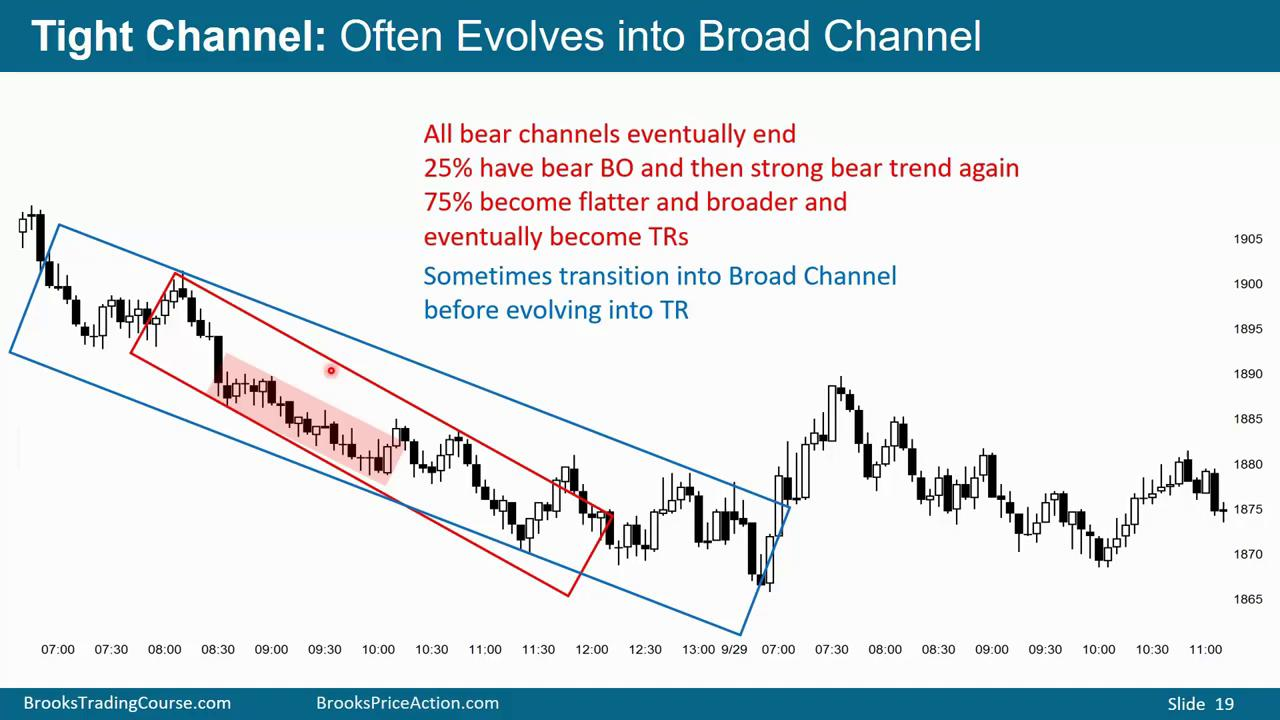 Tight Channel: Often Evolves into Broad Channel
All bear channels eventually end
25% have bear BO and then strong bear trend again
75% become flatter and broader and
eventually become TRs
Sometimes transition into Broad Channel
before evolving into TR
1905
1900
1895
1890
1885
1880
1875
1870
1865
07:00 07:30 08:00 08:30 09:00 09:30 10:00 10:30 11:00 11:30 12:00 12:30 13:00 9/29 07:00 07:30 08:00 08:30 09:00 09:30 10:00 10:30 11:00
BrooksTradingCourse.com BrooksPriceAction.com Slide 19